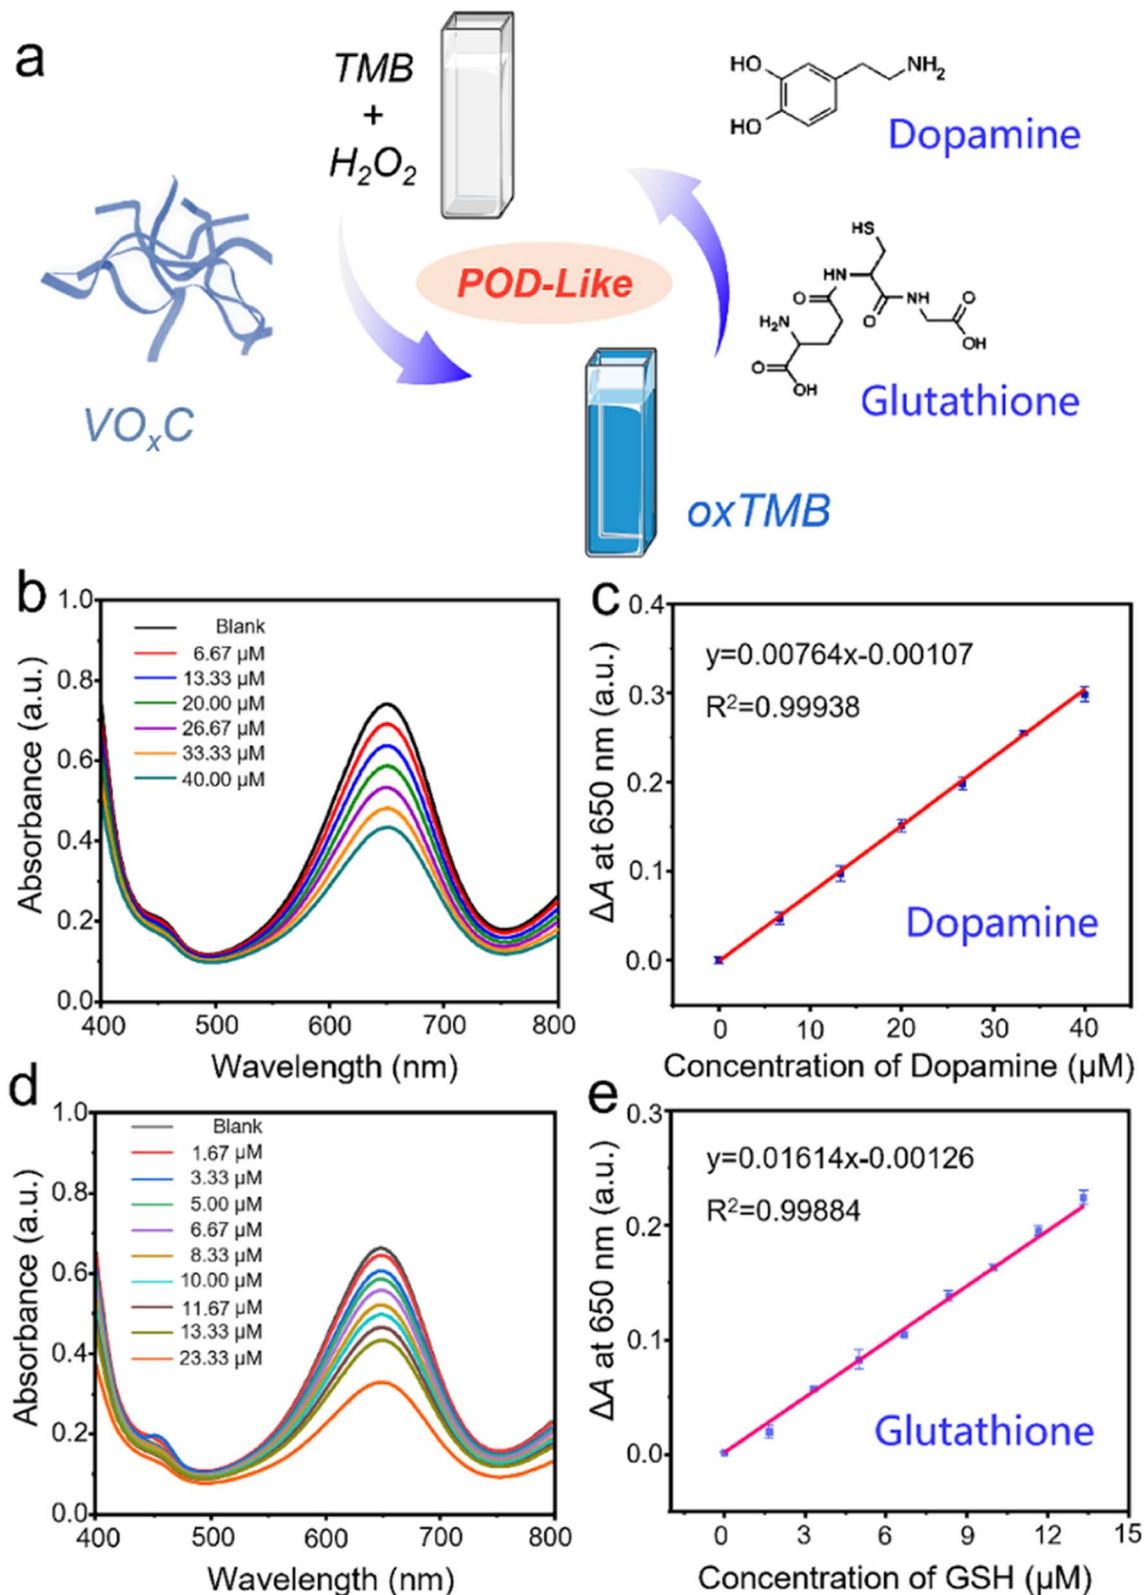 a
TMB
+
H₂O₂
HO
NH₂
HO
Dopamine
POD-Like
VOₓC
HS
HN
O
O
NH
O
OH
H₂N
O
OH
Glutathione
oxTMB
b
Absorbance (a.u.)
1.0
0.8
0.6
0.4
0.2
0.0
Blank
6.67 µM
13.33 µM
20.00 µM
26.67 µM
33.33 µM
40.00 µM
400 500 600 700 800
Wavelength (nm)
c
ΔA at 650 nm (a.u.)
0.4
0.3
0.2
0.1
0.0
y=0.00764x-0.00107
R²=0.99938
Dopamine
0 10 20 30 40
Concentration of Dopamine (µM)
d
Absorbance (a.u.)
1.0
0.8
0.6
0.4
0.2
0.0
Blank
1.67 µM
3.33 µM
5.00 µM
6.67 µM
8.33 µM
10.00 µM
11.67 µM
13.33 µM
23.33 µM
400 500 600 700 800
Wavelength (nm)
e
ΔA at 650 nm (a.u.)
0.3
0.2
0.1
0.0
y=0.01614x-0.00126
R²=0.99884
Glutathione
0 3 6 9 12 15
Concentration of GSH (µM)